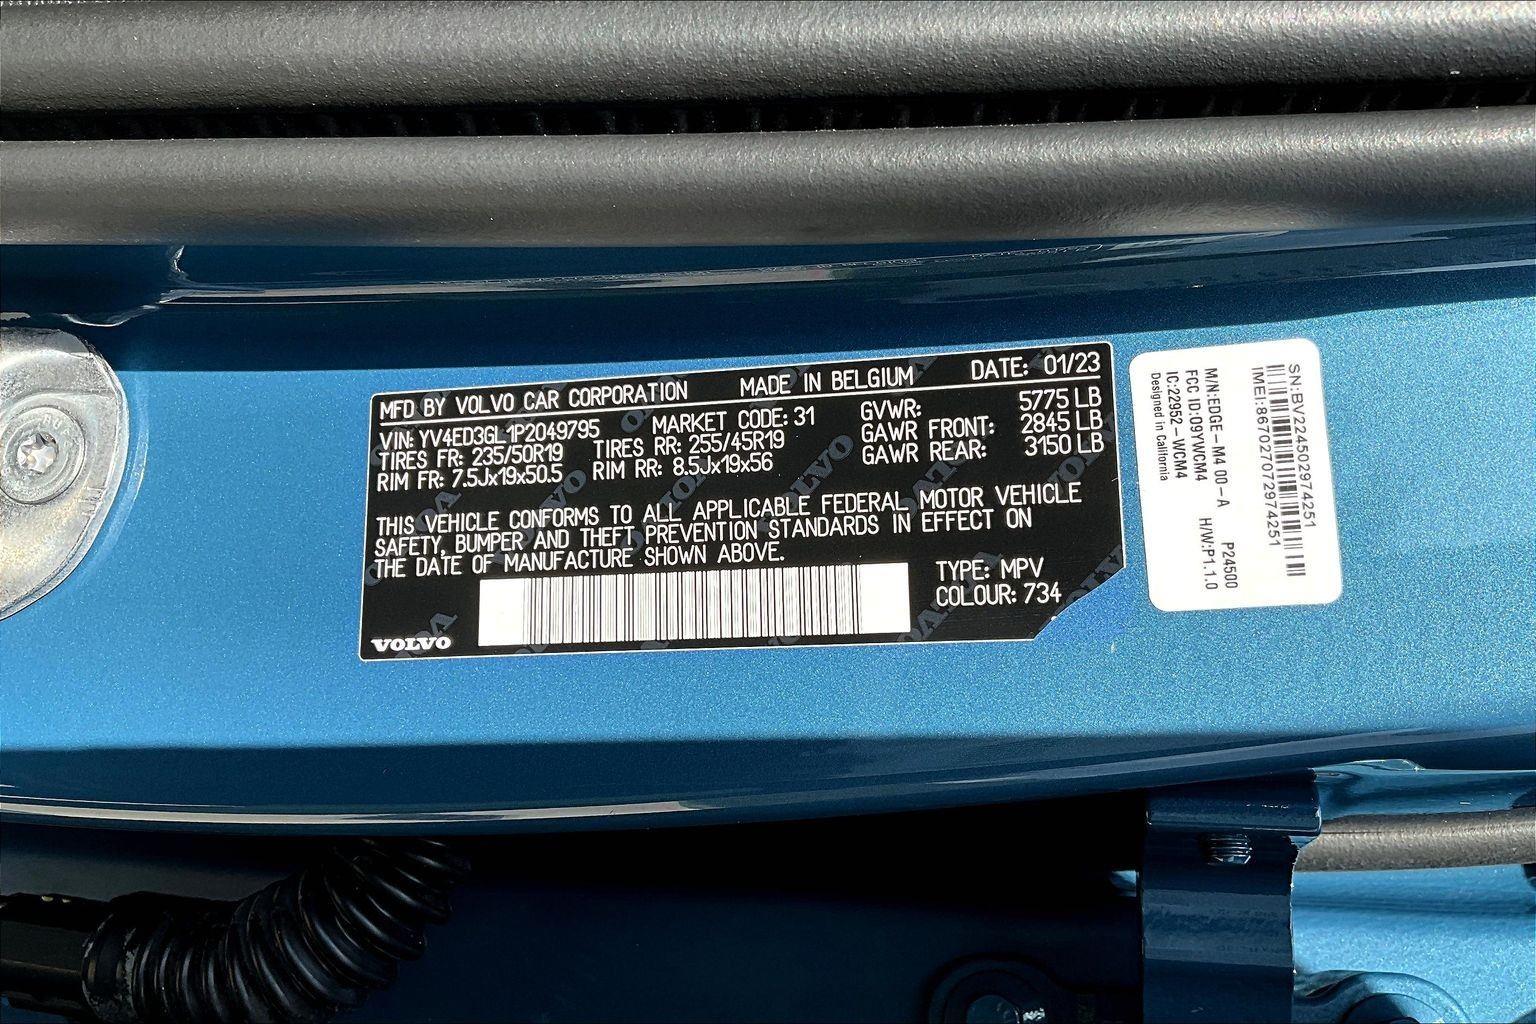 MFD BY VOLVO CAR CORPORATION MADE IN BELGIUM DATE: 01/23
VIN: YV4ED3GL1P2049795 MARKET CODE: 31 GVWR: 5775 LB
TIRES FR: 235/50R19 TIRES RR: 255/45R19 GAWR FRONT: 2845 LB
RIM FR: 7.5Jx19x50.5 RIM RR: 8.5Jx19x56 GAWR REAR: 3150 LB
THIS VEHICLE CONFORMS TO ALL APPLICABLE FEDERAL MOTOR VEHICLE
SAFETY, BUMPER AND THEFT PREVENTION STANDARDS IN EFFECT ON
THE DATE OF MANUFACTURE SHOWN ABOVE.
TYPE: MPV
COLOUR: 734
VOLVO
SN:BV224502974251
IMEI:867027072974251
M/N:EDGE-M4 00-A P24500
FCC ID:O9YWCM4 H/W:P1.1.0
IC:22952-WCM4
Designed in California